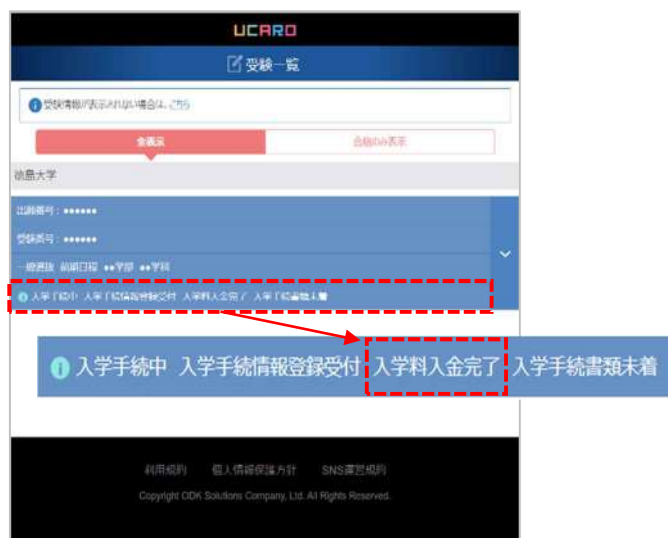 UCARO
受験一覧
受験情報が表示されない場合は、こちら
全表示 合格のみ表示
徳島大学
出願番号:●●●●●●
受験番号:●●●●●●
一般選抜 前期日程 ●●学部 ●●学科
入学手続中 入学手続情報登録受付 入学料入金完了 入学手続書類未着
入学手続中 入学手続情報登録受付 入学料入金完了 入学手続書類未着
利用規約 個人情報保護方針 SNS運営規約
Copyright ODK Solutions Company, Ltd. All Rights Reserved.